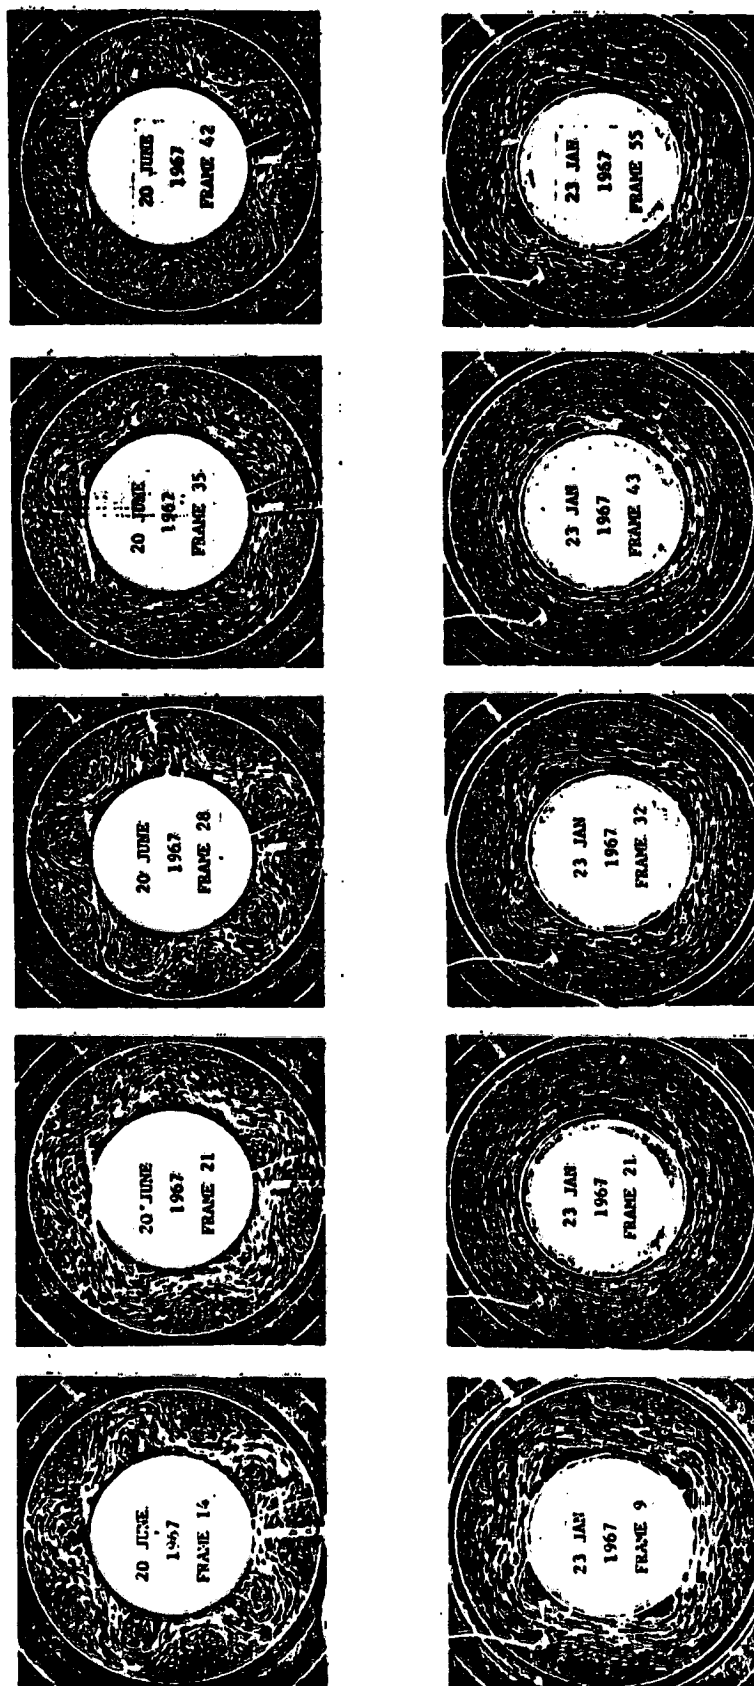 20 JUNE
1967
FRAME 42
23 JAN
1967
FRAME 55
20 JUNE
1967
FRAME 35
23 JAN
1967
FRAME 43
20 JUNE
1967
FRAME 28
23 JAN
1967
FRAME 32
20 JUNE
1967
FRAME 21
23 JAN
1967
FRAME 21
20 JUNE
1967
FRAME 14
23 JAN
1967
FRAME 9